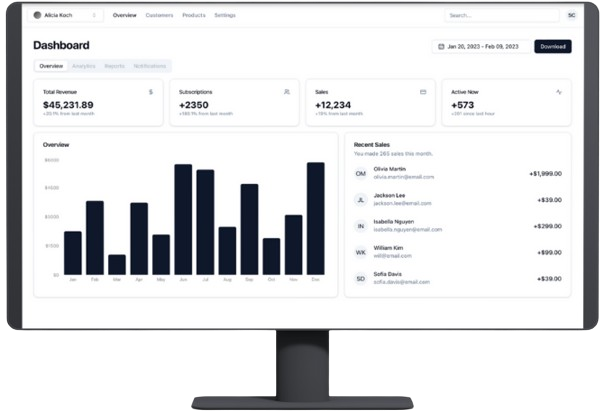 Alicia Koch Overview Customers Products Settings Search... SC
Dashboard Jan 20, 2023 - Feb 09, 2023 Download
Overview Analytics Reports Notifications
Total Revenue $
$45,231.89
+20.1% from last month
Subscriptions
+2350
+180.1% from last month
Sales
+12,234
+19% from last month
Active Now
+573
+201 since last hour
Overview
$6000
$4500
$3000
$1500
$0
Jan Feb Mar Apr May Jun Jul Aug Sep Oct Nov Dec
Recent Sales
You made 265 sales this month.
OM Olivia Martin +$1,999.00
olivia.martin@email.com
JL Jackson Lee +$39.00
jackson.lee@email.com
IN Isabella Nguyen +$299.00
isabella.nguyen@email.com
WK William Kim +$99.00
will@email.com
SD Sofia Davis +$39.00
sofia.davis@email.com